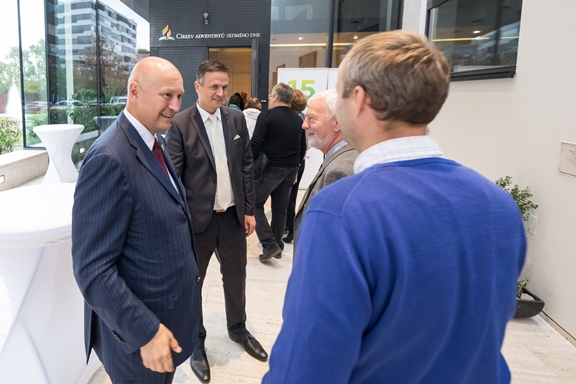 CÍRKEV ADVENTISTŮ SEDMÉHO DNE
15